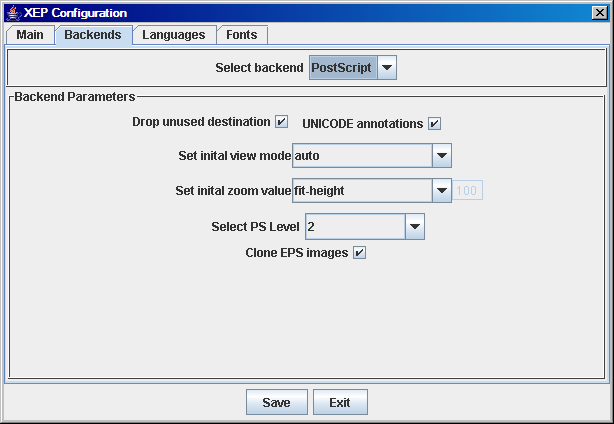 XEP Configuration
Main Backends Languages Fonts
Select backend PostScript
Backend Parameters
Drop unused destination UNICODE annotations
Set inital view mode auto
Set inital zoom value fit-height 100
Select PS Level 2
Clone EPS images
Save Exit